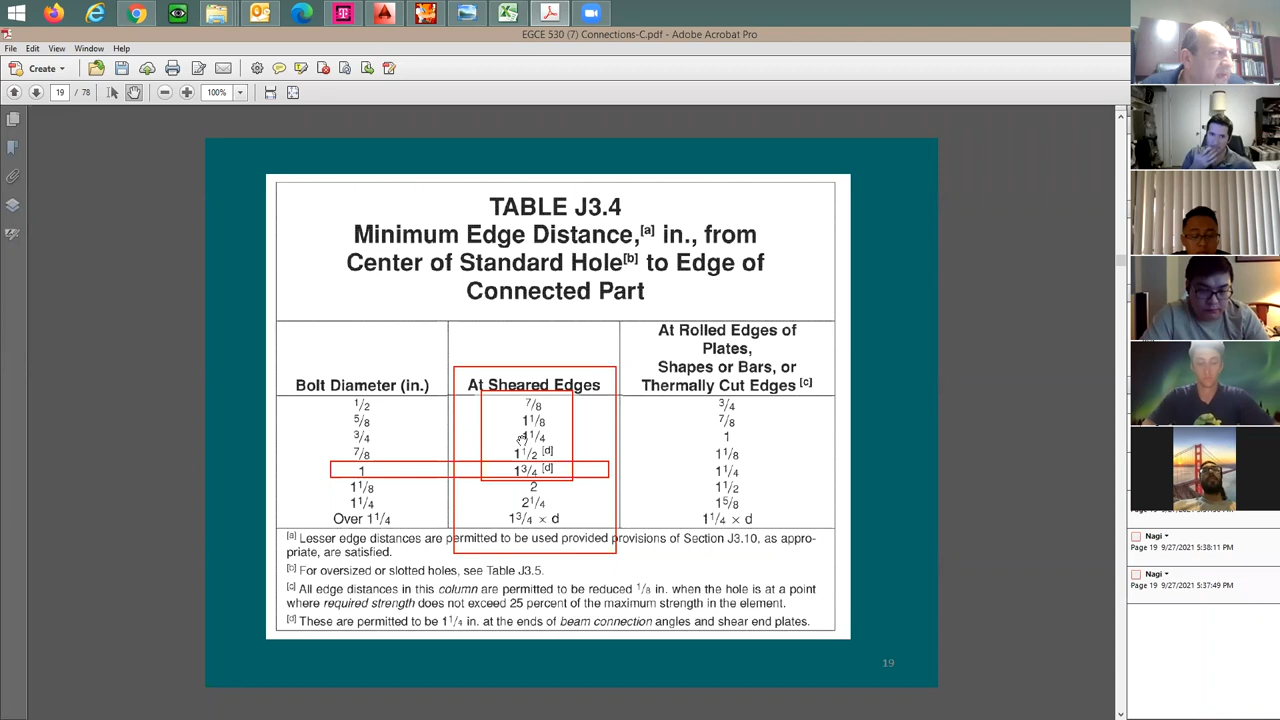 EGCE 530 (7) Connections-C.pdf - Adobe Acrobat Pro
File Edit View Window Help
Create
19 / 78 100%
TABLE J3.4
Minimum Edge Distance,[a] in., from
Center of Standard Hole[b] to Edge of
Connected Part
Bolt Diameter (in.) At Sheared Edges At Rolled Edges of Plates, Shapes or Bars, or Thermally Cut Edges [c]
1/2 7/8 3/4
5/8 1 1/8 7/8
3/4 1 1/4 1
7/8 1 1/2 [d] 1 1/8
1 1 3/4 [d] 1 1/4
1 1/8 2 1 1/2
1 1/4 2 1/4 1 5/8
Over 1 1/4 1 3/4 × d 1 1/4 × d
[a] Lesser edge distances are permitted to be used provided provisions of Section J3.10, as appro-
priate, are satisfied.
[b] For oversized or slotted holes, see Table J3.5.
[c] All edge distances in this column are permitted to be reduced 1/8 in. when the hole is at a point
where required strength does not exceed 25 percent of the maximum strength in the element.
[d] These are permitted to be 1 1/4 in. at the ends of beam connection angles and shear end plates.
19
Nagi
Page 19 9/27/2021 5:38:11 PM
Nagi
Page 19 9/27/2021 5:37:49 PM